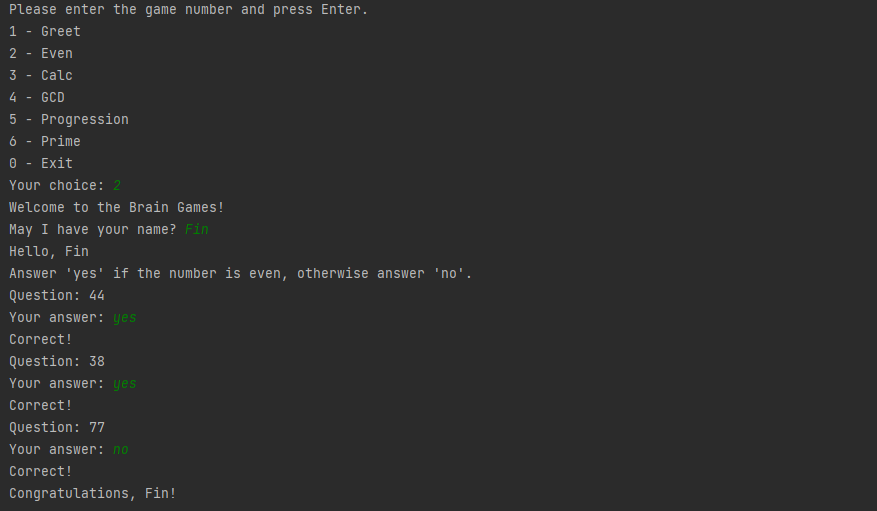 Please enter the game number and press Enter.
1 - Greet
2 - Even
3 - Calc
4 - GCD
5 - Progression
6 - Prime
0 - Exit
Your choice: 2
Welcome to the Brain Games!
May I have your name? Fin
Hello, Fin
Answer 'yes' if the number is even, otherwise answer 'no'.
Question: 44
Your answer: yes
Correct!
Question: 38
Your answer: yes
Correct!
Question: 77
Your answer: no
Correct!
Congratulations, Fin!